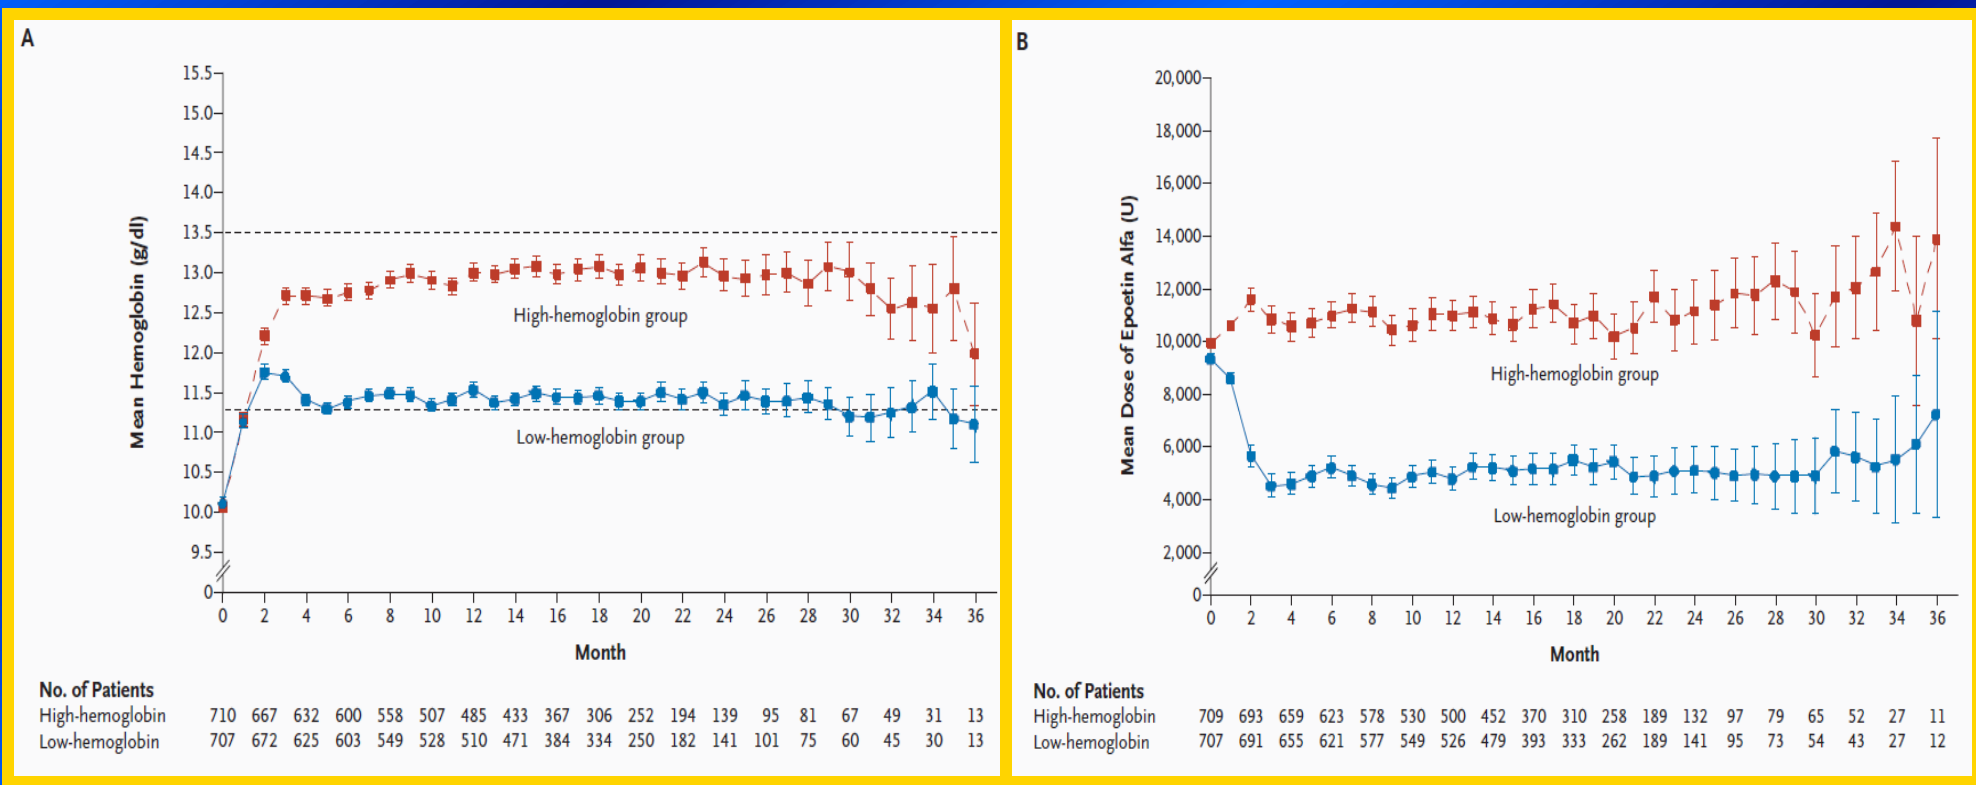 A
Mean Hemoglobin (g/dl)
15.5
15.0
14.5
14.0
13.5
13.0
12.5
12.0
11.5
11.0
10.5
10.0
9.5
0
High-hemoglobin group
Low-hemoglobin group
0 2 4 6 8 10 12 14 16 18 20 22 24 26 28 30 32 34 36
Month
No. of Patients
High-hemoglobin 710 667 632 600 558 507 485 433 367 306 252 194 139 95 81 67 49 31 13
Low-hemoglobin 707 672 625 603 549 528 510 471 384 334 250 182 141 101 75 60 45 30 13
B
Mean Dose of Epoetin Alfa (U)
20,000
18,000
16,000
14,000
12,000
10,000
8,000
6,000
4,000
2,000
0
High-hemoglobin group
Low-hemoglobin group
0 2 4 6 8 10 12 14 16 18 20 22 24 26 28 30 32 34 36
Month
No. of Patients
High-hemoglobin 709 693 659 623 578 530 500 452 370 310 258 189 132 97 79 65 52 27 11
Low-hemoglobin 707 691 655 621 577 549 526 479 393 333 262 189 141 95 73 54 43 27 12